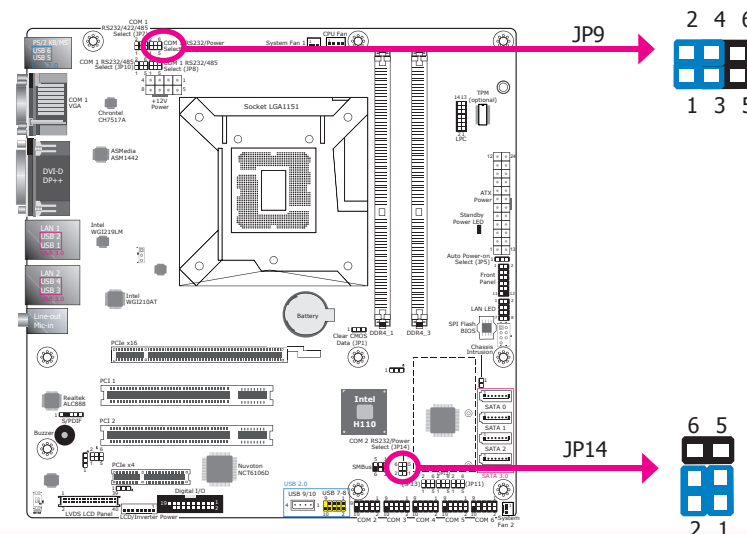 COM 1
RS232/422/485
Select (JP7)
COM 1 RS232/Power
Select
System Fan 1
CPU Fan
JP9
2 4 6
1 3 5
PS/2 KB/MS
USB 6
USB 5
COM 1 RS232/485
Select (JP10)
COM 1 RS232/485
Select (JP8)
+12V
Power
COM 1
VGA
Chrontel
CH7517A
Socket LGA1151
TPM
(optional)
LPC
ASMedia
ASM1442
DVI-D
DP++
ATX
Power
Standby
Power LED
Intel
WGI219LM
LAN 1
USB 2
USB 1
USB 3.0
Auto Power-on
Select (JP5)
Front
Panel
LAN 2
USB 4
USB 3
USB 3.0
Intel
WGI210AT
LAN LED
Line-out
Mic-in
Battery
Clear CMOS
Data (JP1)
DDR4_1
DDR4_3
SPI Flash
BIOS
Chassis
Intrusion
PCIe x16
PCI 1
Realtek
ALC888
S/PDIF
Intel
H110
SATA 0
SATA 1
SATA 2
SATA 3.0
PCI 2
Buzzer
COM 2 RS232/Power
Select (JP14)
JP14
6 5
2 1
SMBus
PCIe x4
Nuvoton
NCT6106D
(JP11)
Digital I/O
USB 2.0
USB 9/10
USB 7-8
LVDS LCD Panel
LCD/Inverter Power
COM 2
COM 3
COM 4
COM 5
COM 6
System
Fan 2